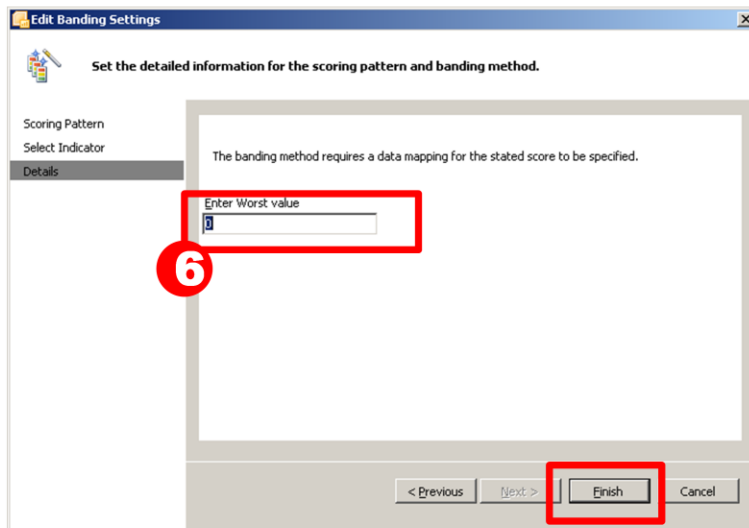 Edit Banding Settings
Set the detailed information for the scoring pattern and banding method.
Scoring Pattern
Select Indicator
Details
The banding method requires a data mapping for the stated score to be specified.
Enter Worst value
0
6
< Previous
Next >
Finish
Cancel